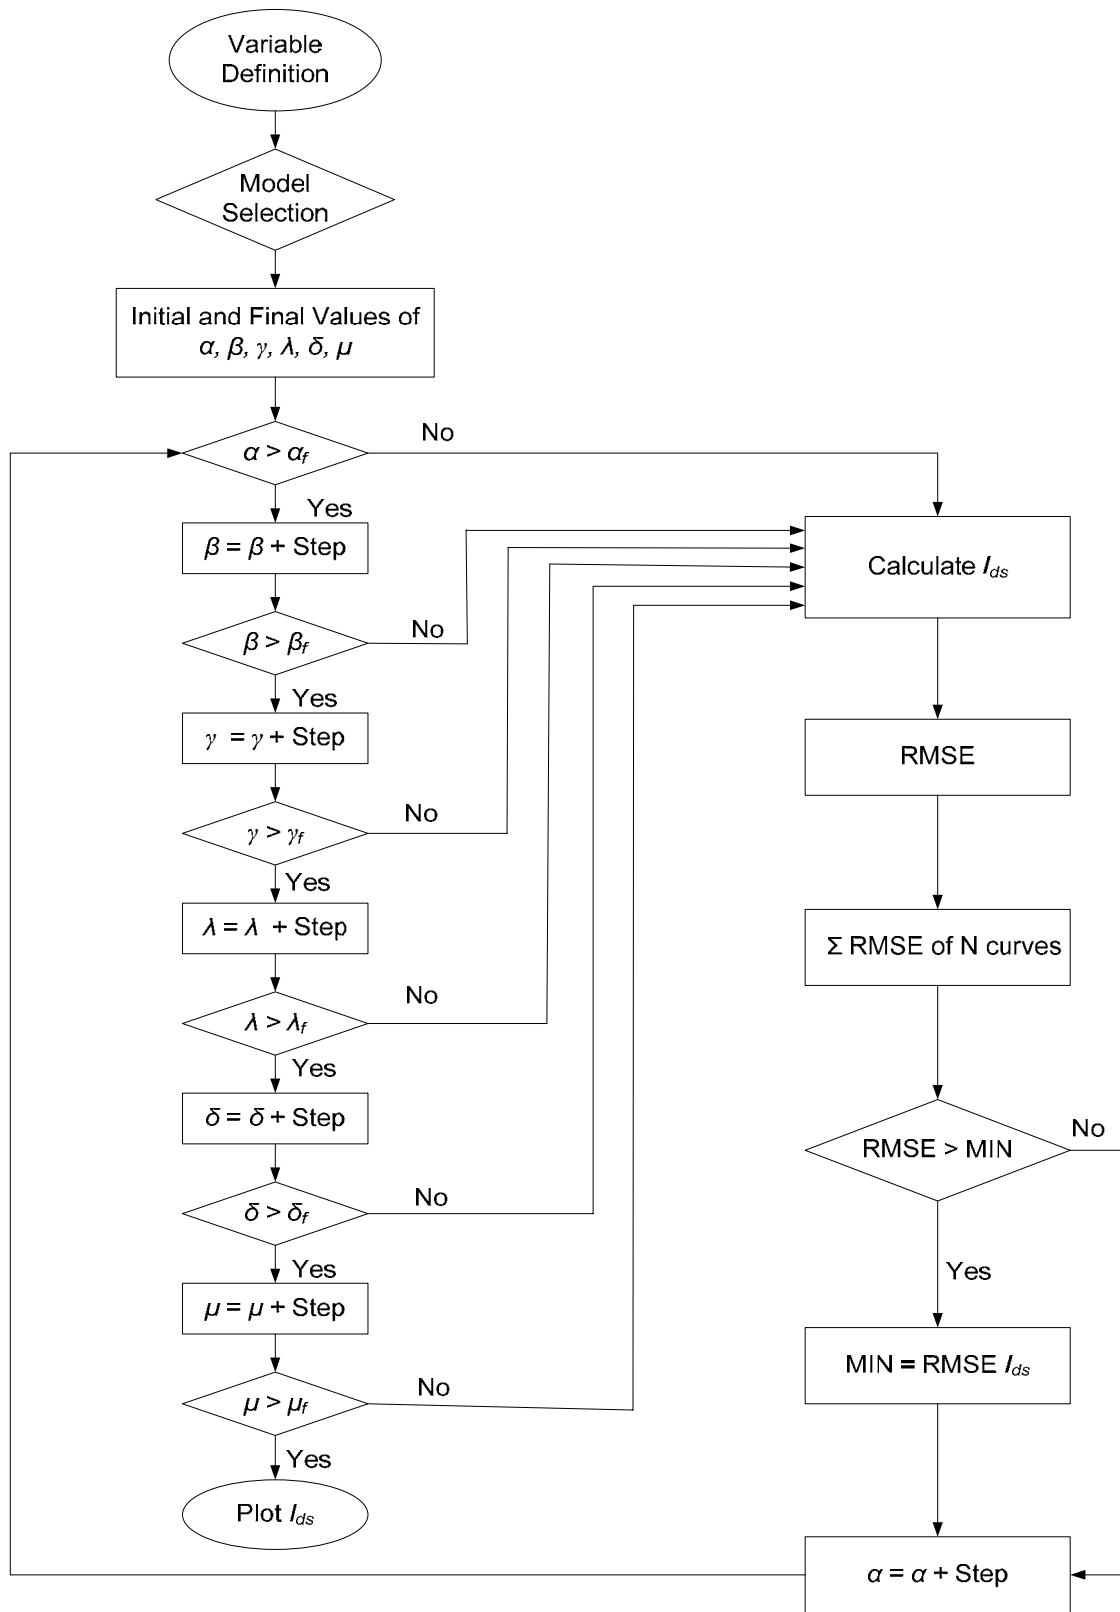 Variable
Definition
Model
Selection
Initial and Final Values of
α, β, γ, λ, δ, μ
α > αf
No
Yes
β = β + Step
β > βf
No
Yes
γ = γ + Step
γ > γf
No
Yes
λ = λ + Step
λ > λf
No
Yes
δ = δ + Step
δ > δf
No
Yes
μ = μ + Step
μ > μf
No
Yes
Plot Ids
Calculate Ids
RMSE
Σ RMSE of N curves
RMSE > MIN
No
Yes
MIN = RMSE Ids
α = α + Step